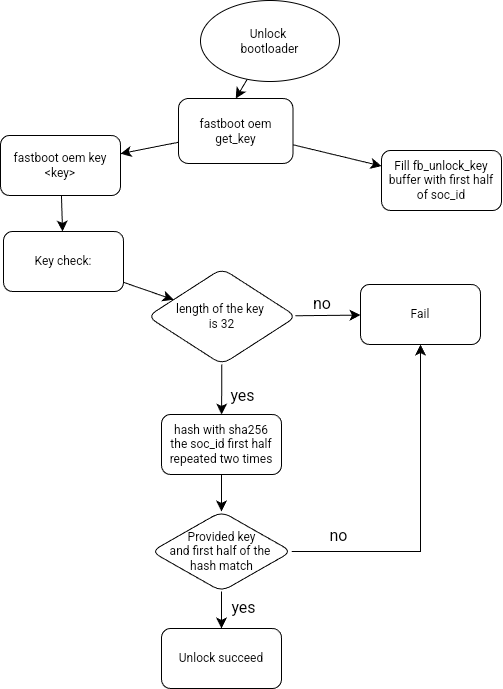 Unlock
bootloader
fastboot oem
get_key
fastboot oem key
<key>
Fill fb_unlock_key
buffer with first half
of soc_id
Key check:
length of the key
is 32
no
Fail
yes
hash with sha256
the soc_id first half
repeated two times
Provided key
and first half of the
hash match
no
yes
Unlock succeed